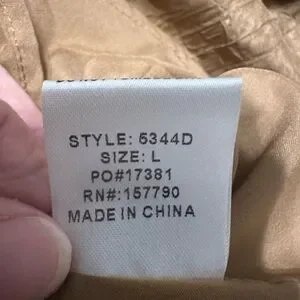 STYLE: 5344D
SIZE: L
PO#17381
RN#:157790
MADE IN CHINA